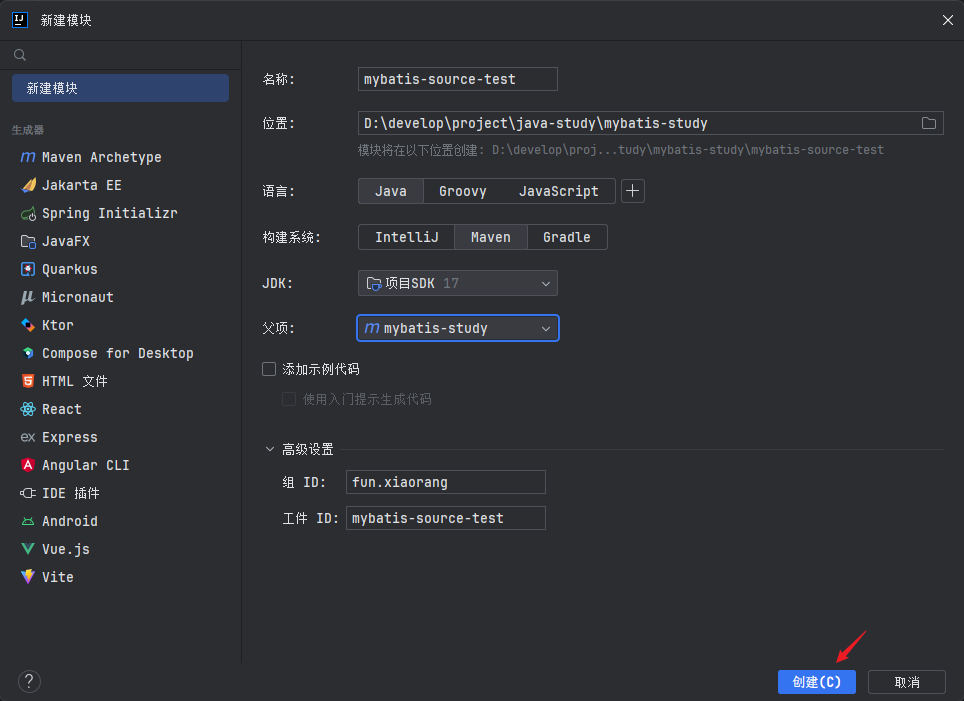 新建模块
新建模块
生成器
Maven Archetype
Jakarta EE
Spring Initializr
JavaFX
Quarkus
Micronaut
Ktor
Compose for Desktop
HTML 文件
React
Express
Angular CLI
IDE 插件
Android
Vue.js
Vite
名称: mybatis-source-test
位置: D:\develop\project\java-study\mybatis-study
模块将在以下位置创建: D:\develop\proj...tudy\mybatis-study\mybatis-source-test
语言: Java Groovy JavaScript
构建系统: IntelliJ Maven Gradle
JDK: 项目SDK 17
父项: mybatis-study
添加示例代码
使用入门提示生成代码
高级设置
组 ID: fun.xiaorang
工件 ID: mybatis-source-test
? 创建(C) 取消